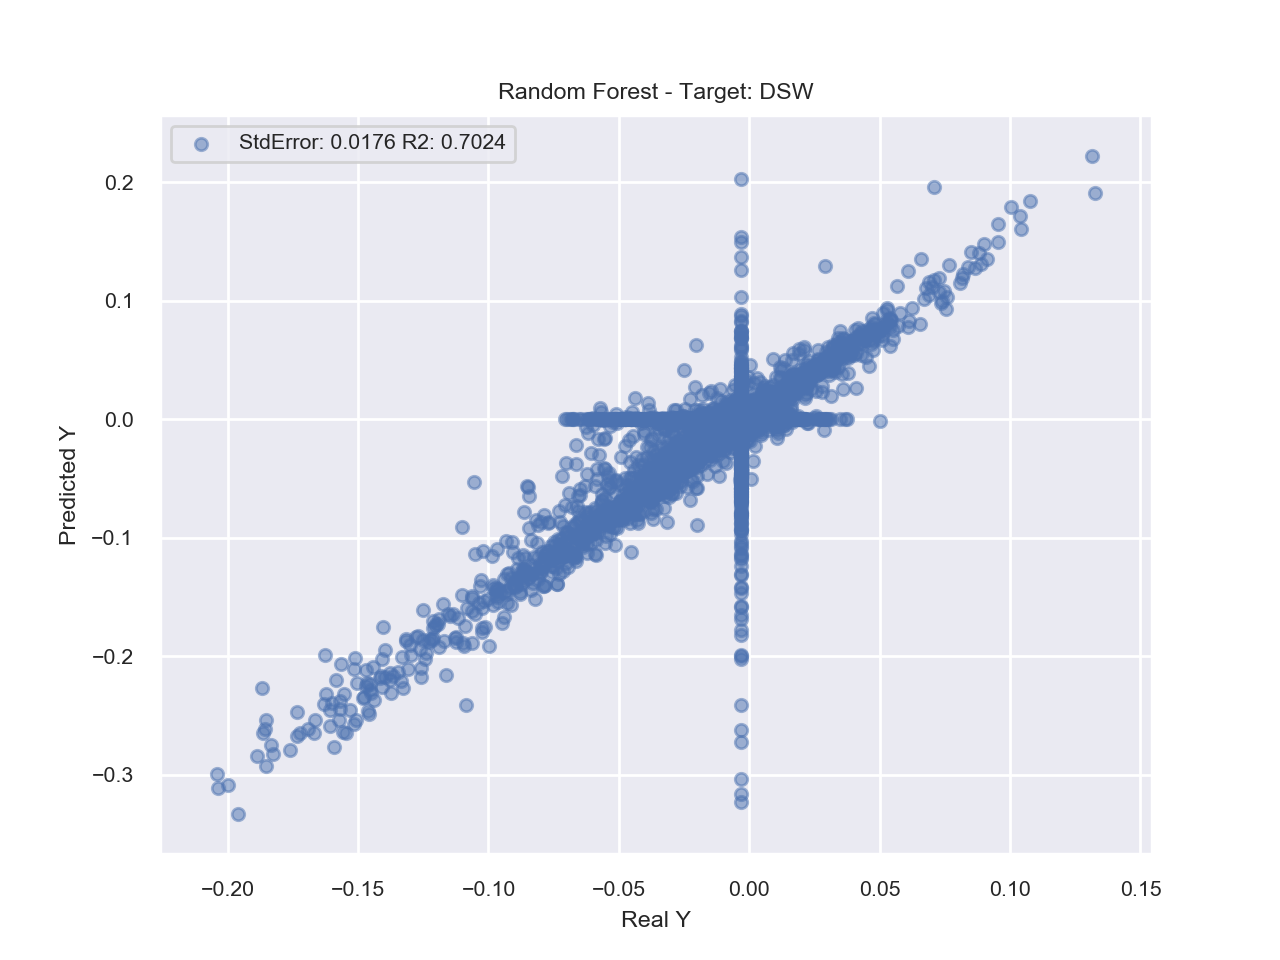 Random Forest - Target: DSW
StdError: 0.0176 R2: 0.7024
0.2
0.1
0.0
−0.1
−0.2
−0.3
Predicted Y
−0.20 −0.15 −0.10 −0.05 0.00 0.05 0.10 0.15
Real Y